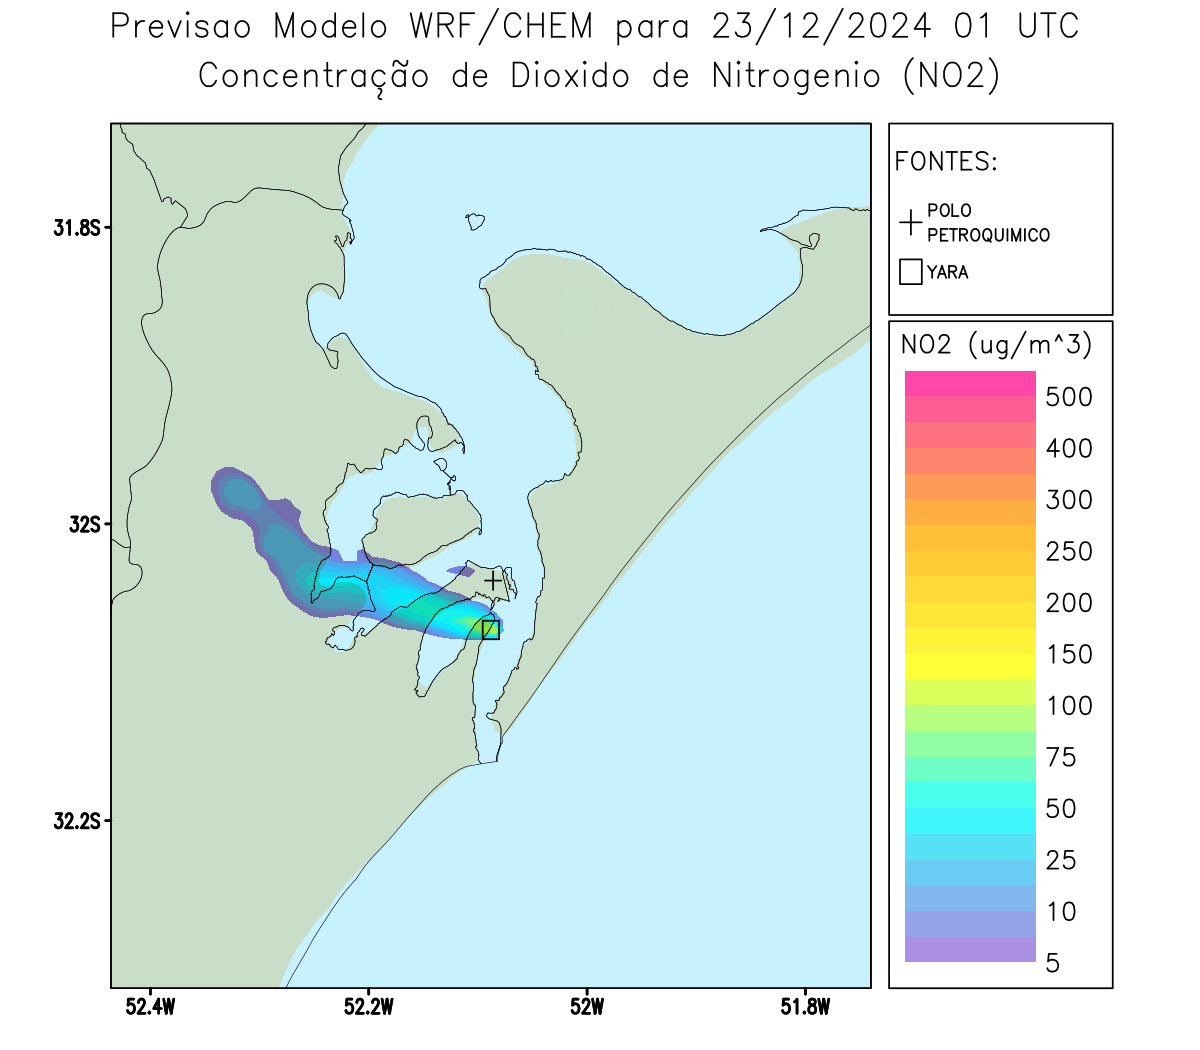 Previsao Modelo WRF/CHEM para 23/12/2024 01 UTC
Concentração de Dioxido de Nitrogenio (NO2)
FONTES:
POLO
PETROQUIMICO
YARA
NO2 (ug/m^3)
500
400
300
250
200
150
100
75
50
25
10
5
31.8S
32S
32.2S
52.4W
52.2W
52W
51.8W